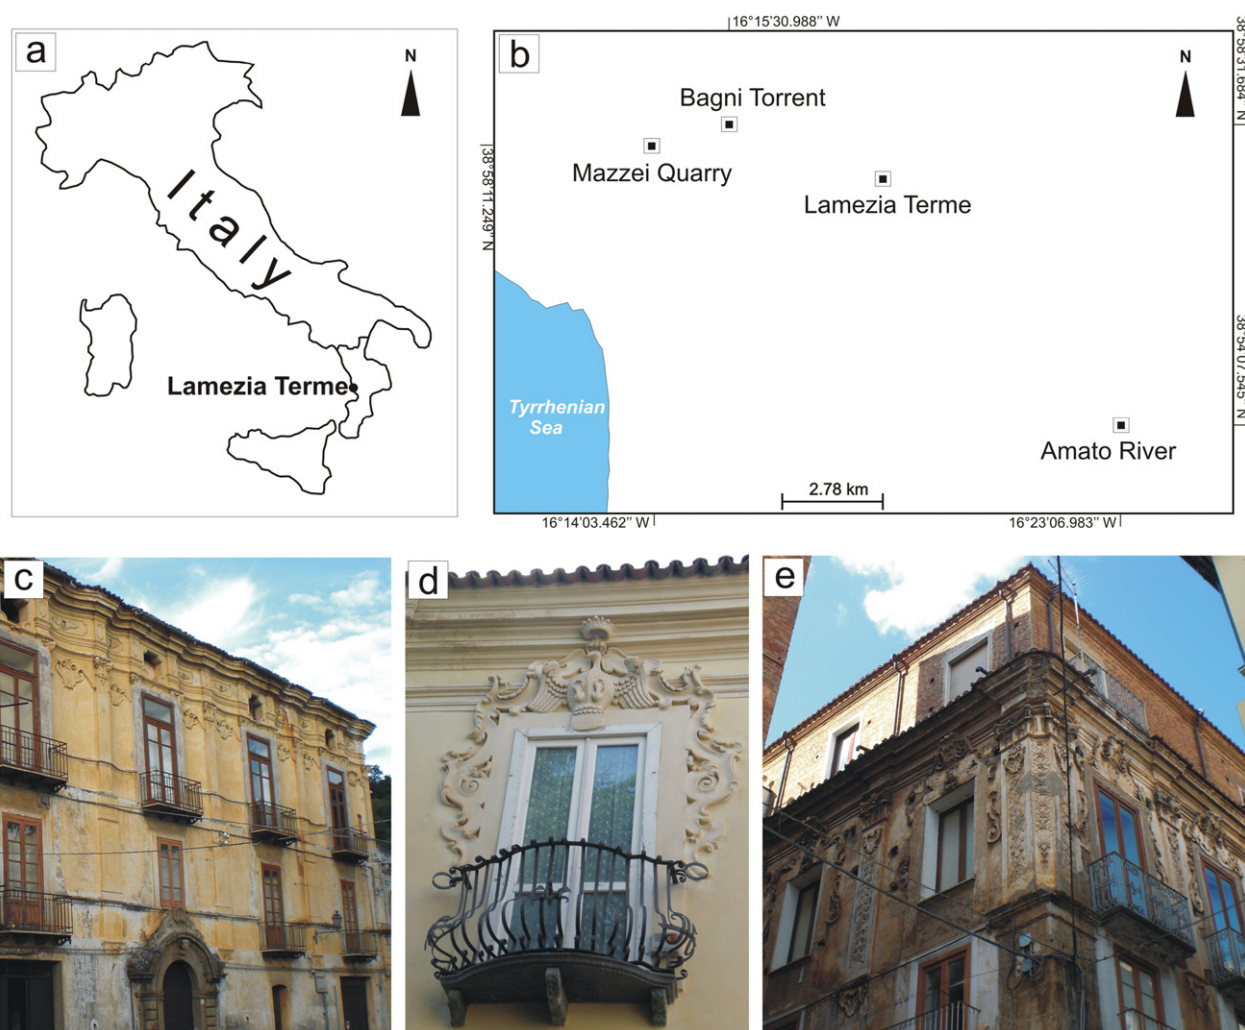 a
N
Italy
Lamezia Terme
b
16°15'30.988'' W
38°58'31.684'' N
N
Bagni Torrent
38°58'11.249'' N
Mazzei Quarry
Lamezia Terme
Tyrrhenian
Sea
38°54'07.545'' N
Amato River
2.78 km
16°14'03.462'' W
16°23'06.983'' W
c
d
e